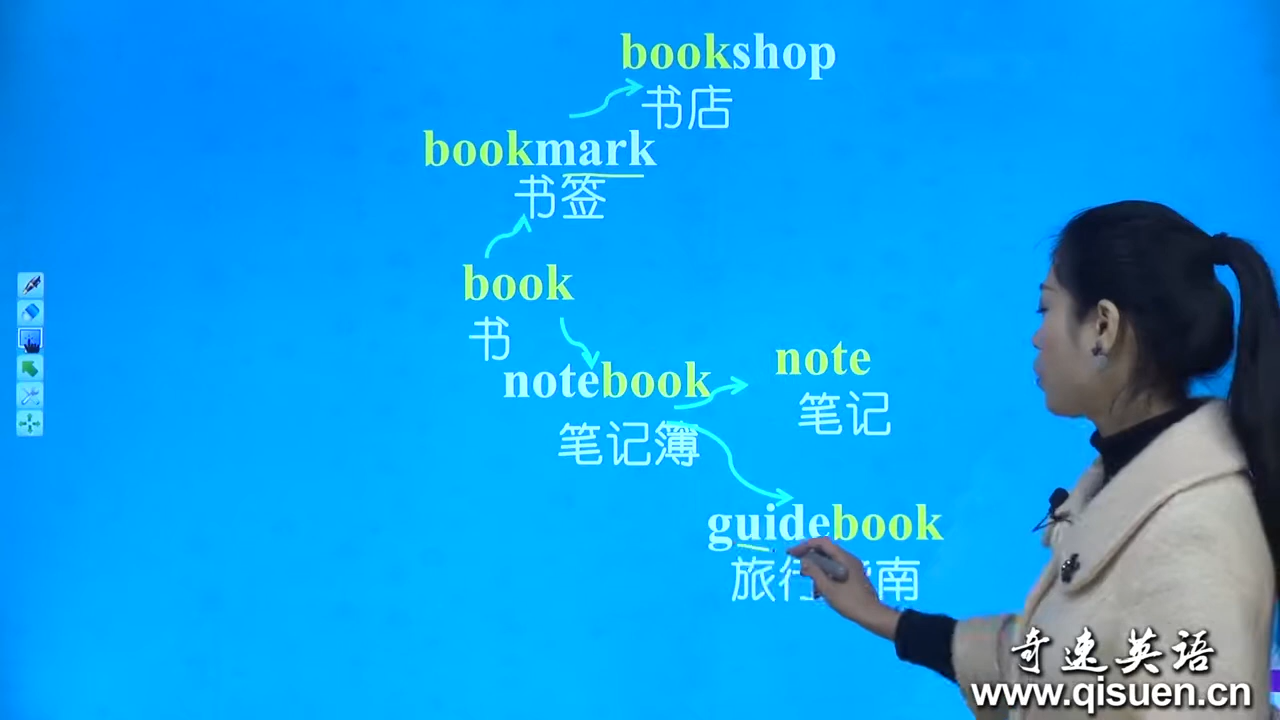 bookshop
书店
bookmark
书签
book
书
notebook
笔记簿
note
笔记
guidebook
旅行 南
奇速英语
www.qisuen.cn